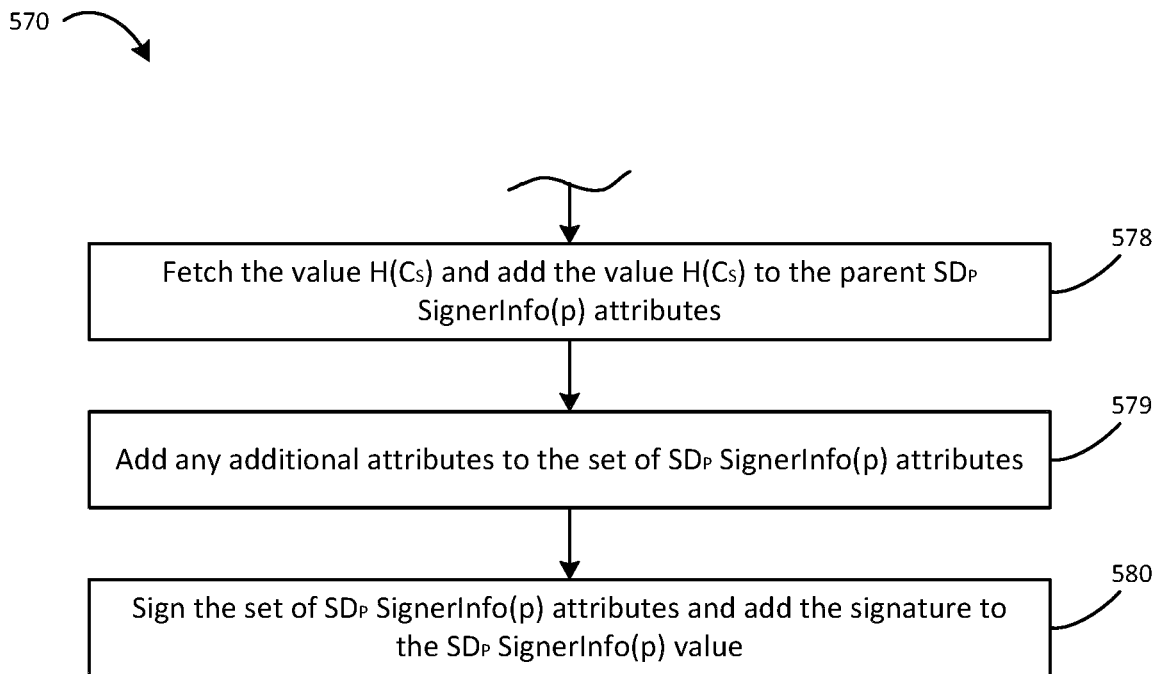 570
578
Fetch the value H(Cs) and add the value H(Cs) to the parent SDP
SignerInfo(p) attributes
579
Add any additional attributes to the set of SDP SignerInfo(p) attributes
580
Sign the set of SDP SignerInfo(p) attributes and add the signature to
the SDP SignerInfo(p) value